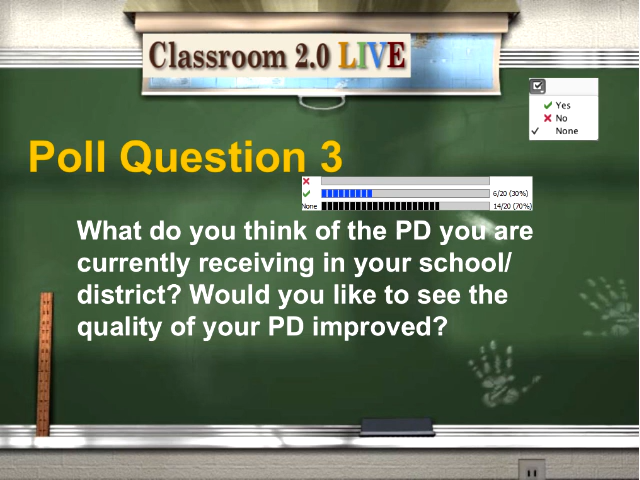 Classroom 2.0 LIVE
Yes
No
None
Poll Question 3
6/20 (30%)
None 14/20 (70%)
What do you think of the PD you are
currently receiving in your school/
district? Would you like to see the
quality of your PD improved?